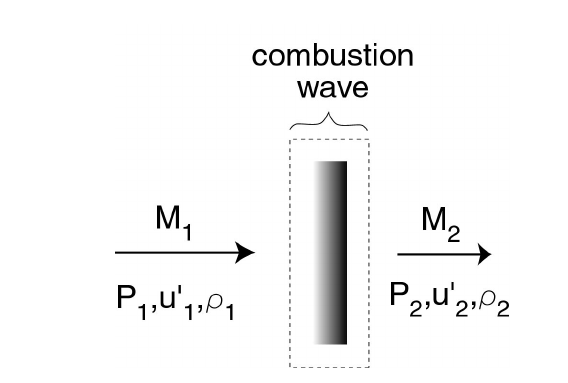 combustion
wave
M₁
M₂
P₁,u'₁,ρ₁
P₂,u'₂,ρ₂